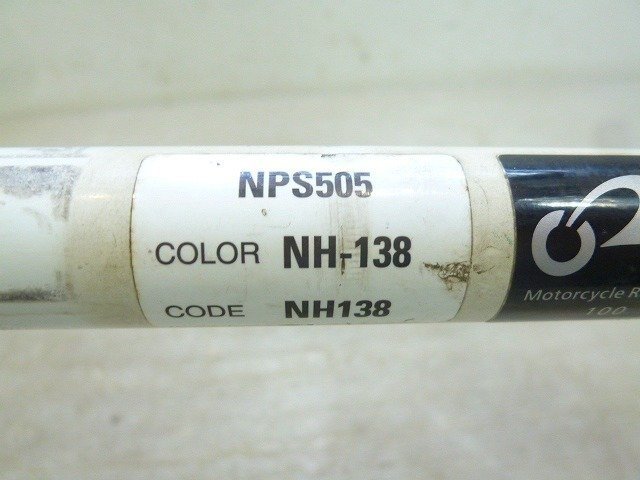 NPS505
COLOR NH-138
CODE NH138
Motorcycle R
100